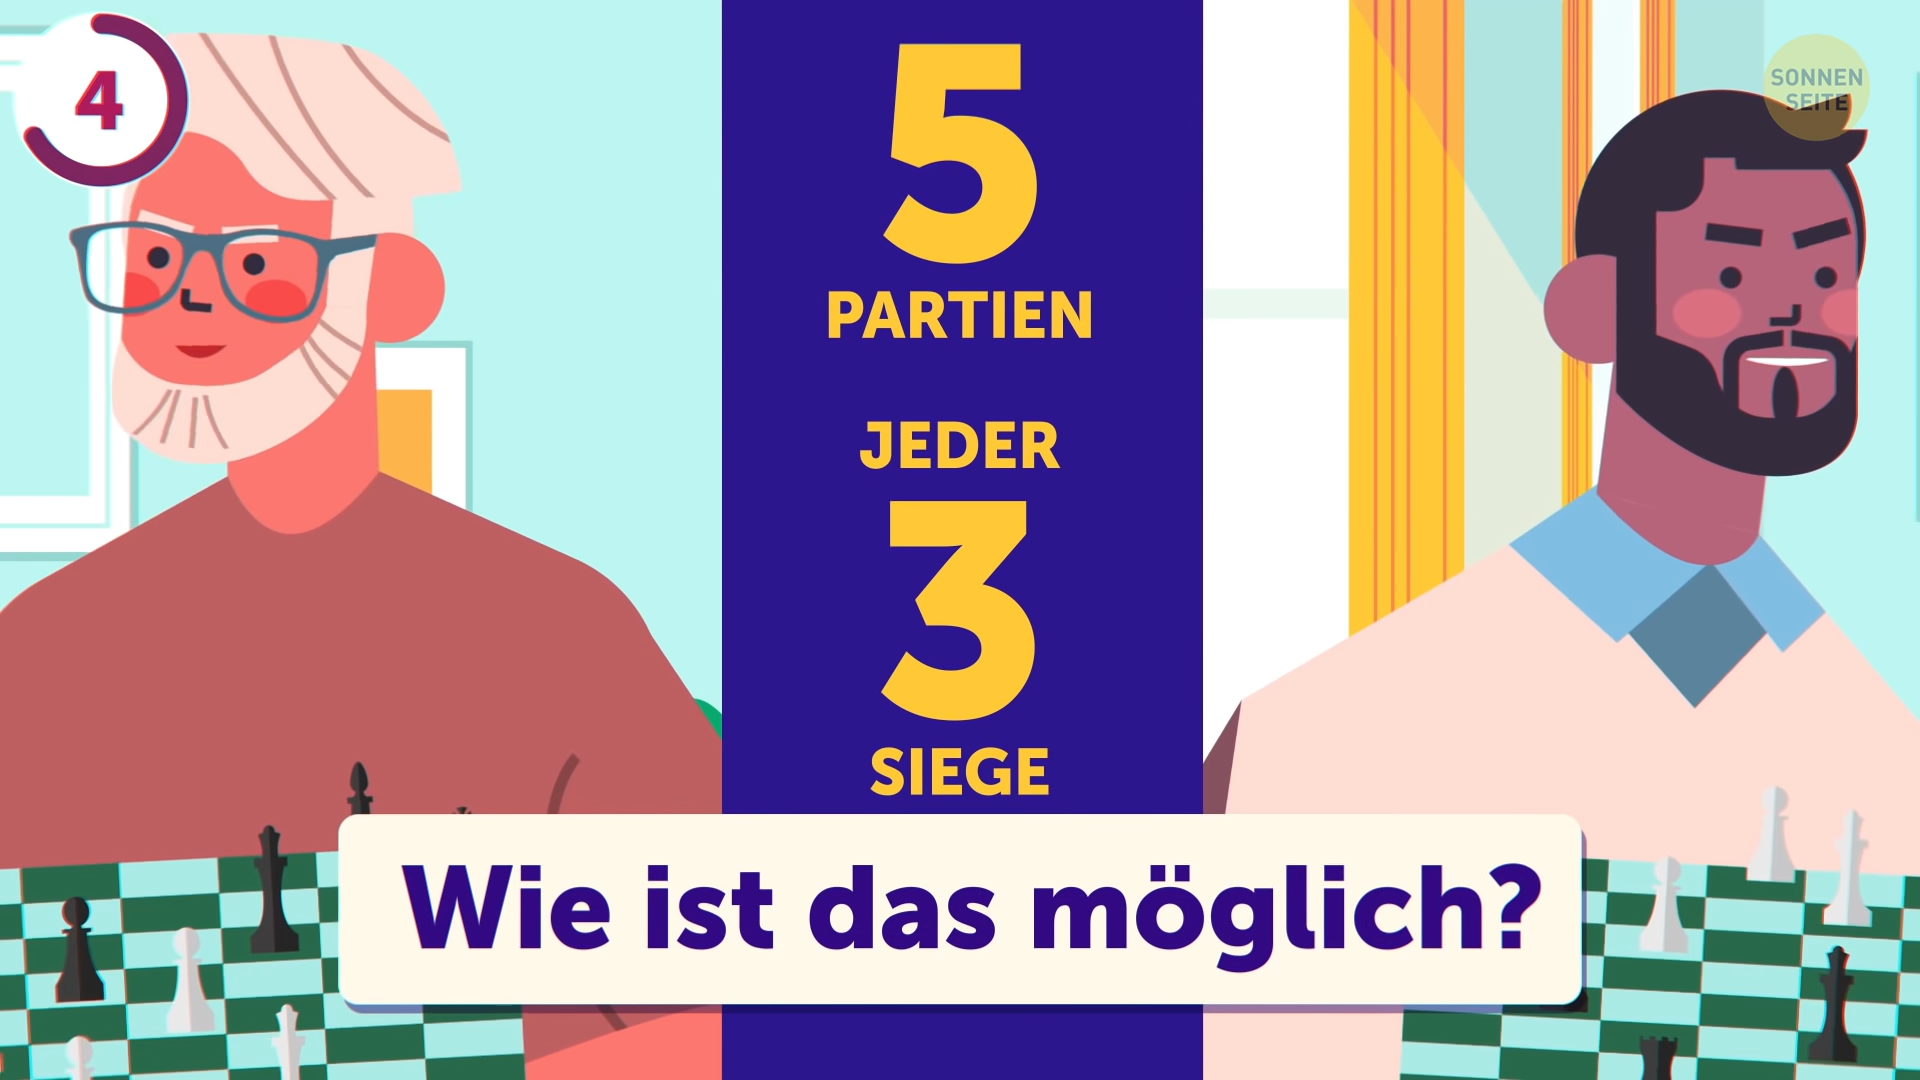 4
SONNEN
SEITE
5
PARTIEN
JEDER
3
SIEGE
Wie ist das möglich?